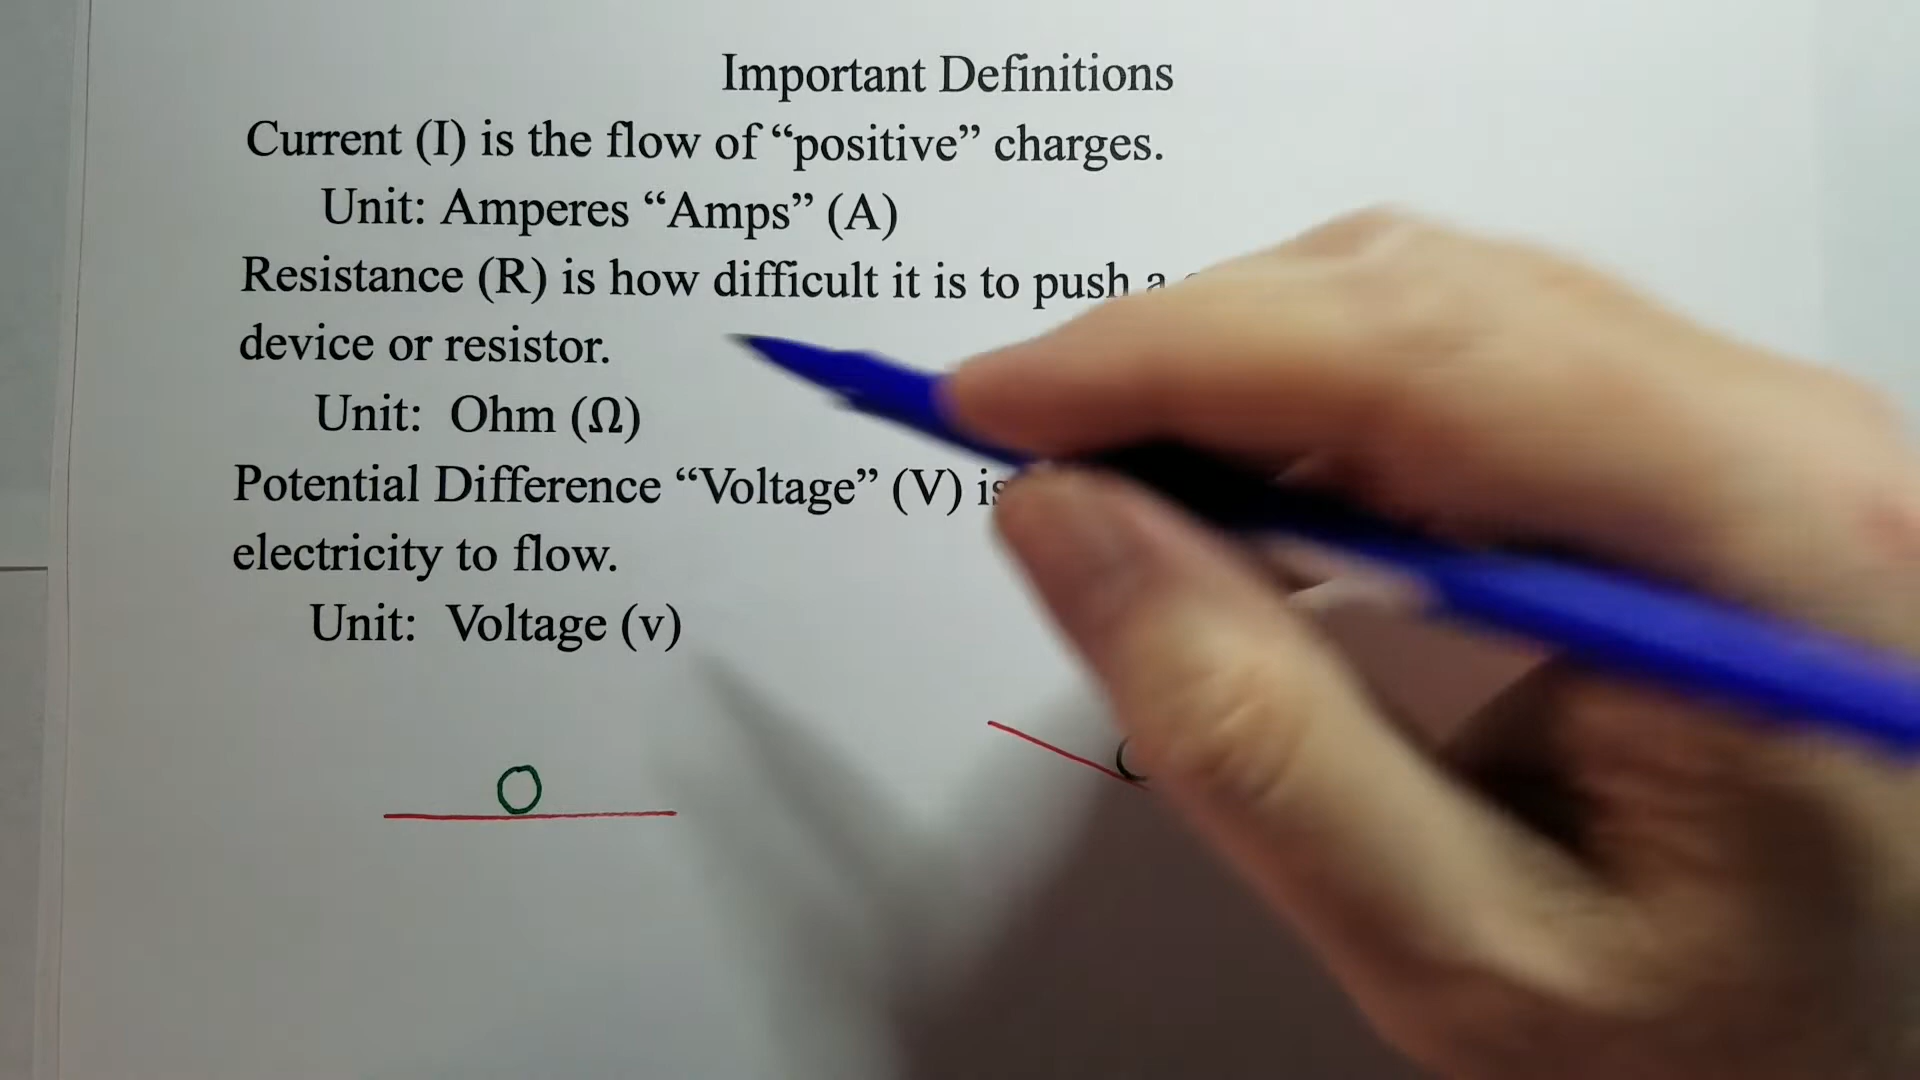 Important Definitions
Current (I) is the flow of “positive” charges.
Unit: Amperes “Amps” (A)
Resistance (R) is how difficult it is to push a
device or resistor.
Unit: Ohm (Ω)
Potential Difference “Voltage” (V) is
electricity to flow.
Unit: Voltage (v)